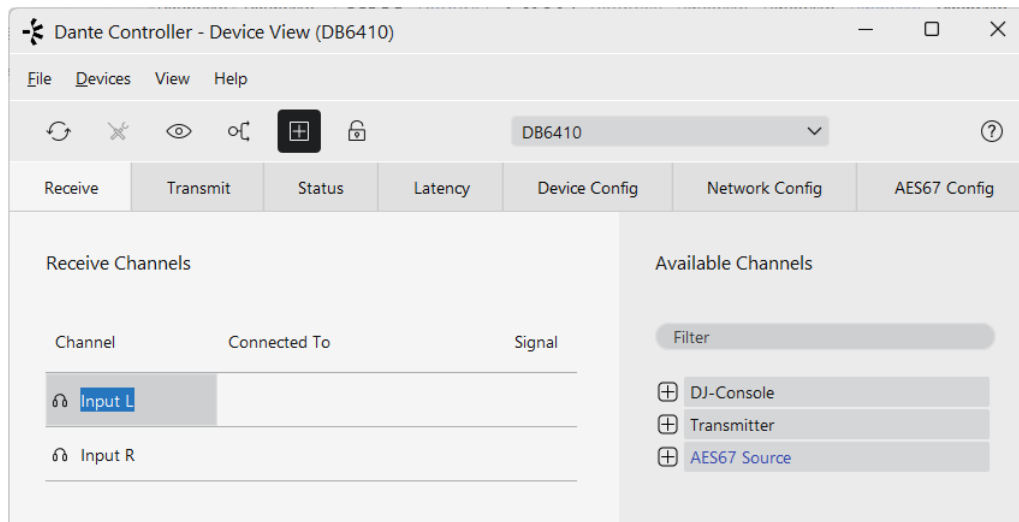 Dante Controller - Device View (DB6410)
File Devices View Help
DB6410
Receive Transmit Status Latency Device Config Network Config AES67 Config
Receive Channels
Available Channels
Channel Connected To Signal
Filter
Input L
DJ-Console
Transmitter
Input R
AES67 Source